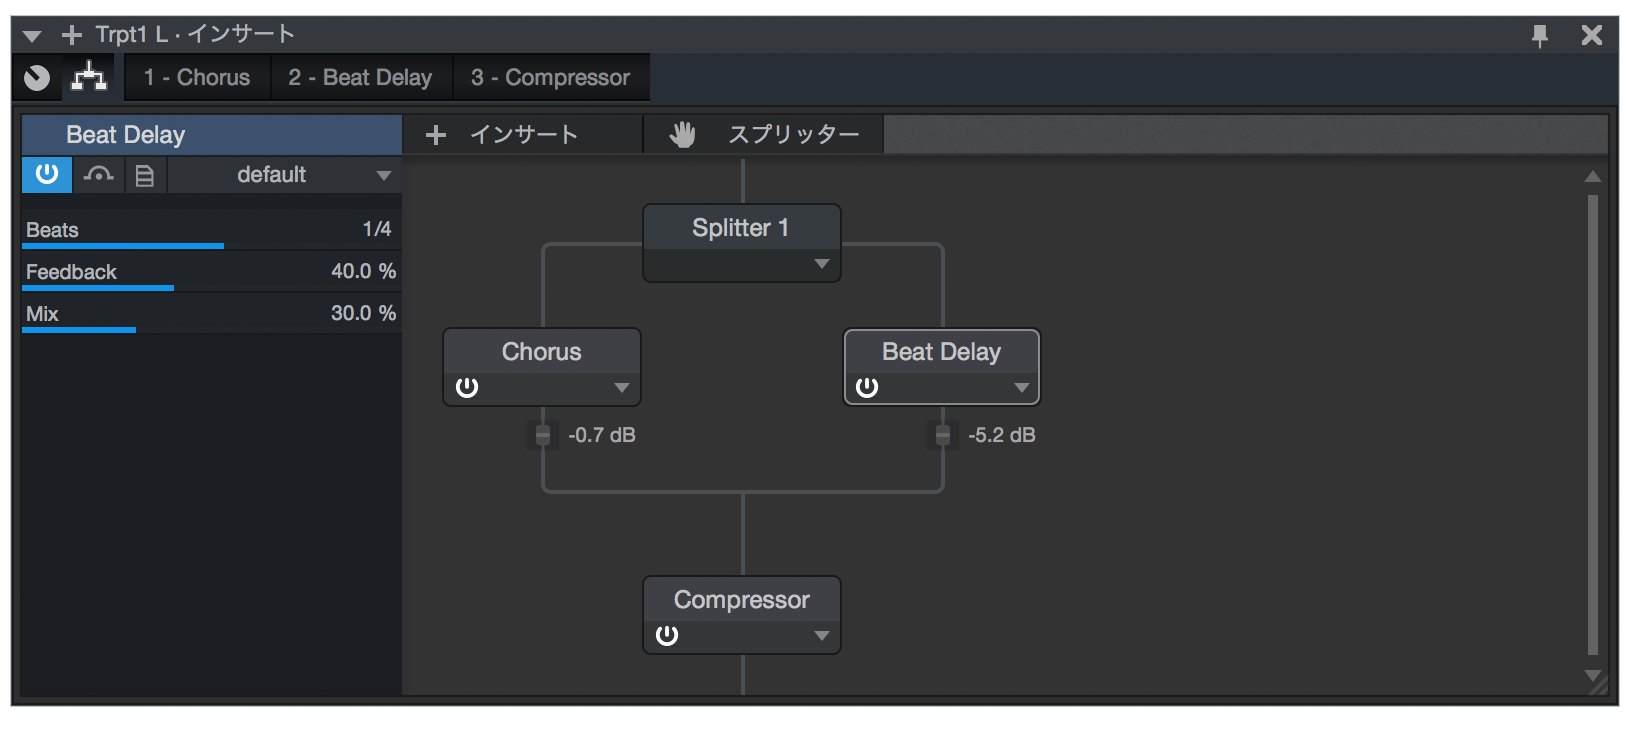 Trpt1 L · インサート
1 - Chorus 2 - Beat Delay 3 - Compressor
Beat Delay
インサート スプリッター
default
Beats 1/4
Feedback 40.0 %
Mix 30.0 %
Splitter 1
Chorus Beat Delay
-0.7 dB -5.2 dB
Compressor